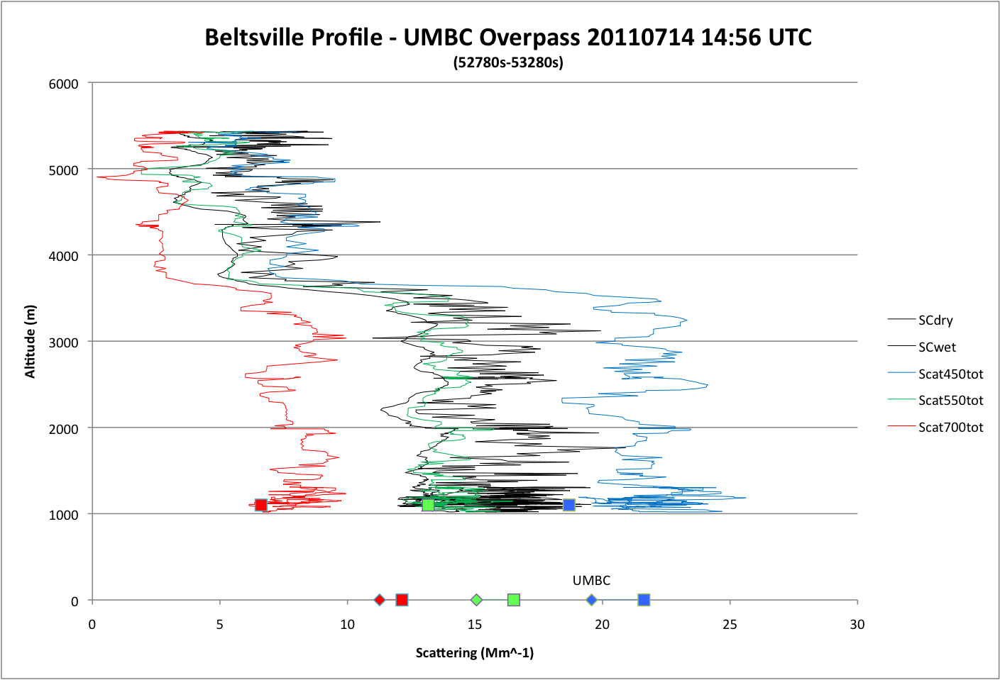 Beltsville Profile - UMBC Overpass 20110714 14:56 UTC
(52780s-53280s)
6000
5000
4000
3000
2000
1000
0
Altitude (m)
UMBC
0 5 10 15 20 25 30
Scattering (Mm^-1)
SCdry
SCwet
Scat450tot
Scat550tot
Scat700tot